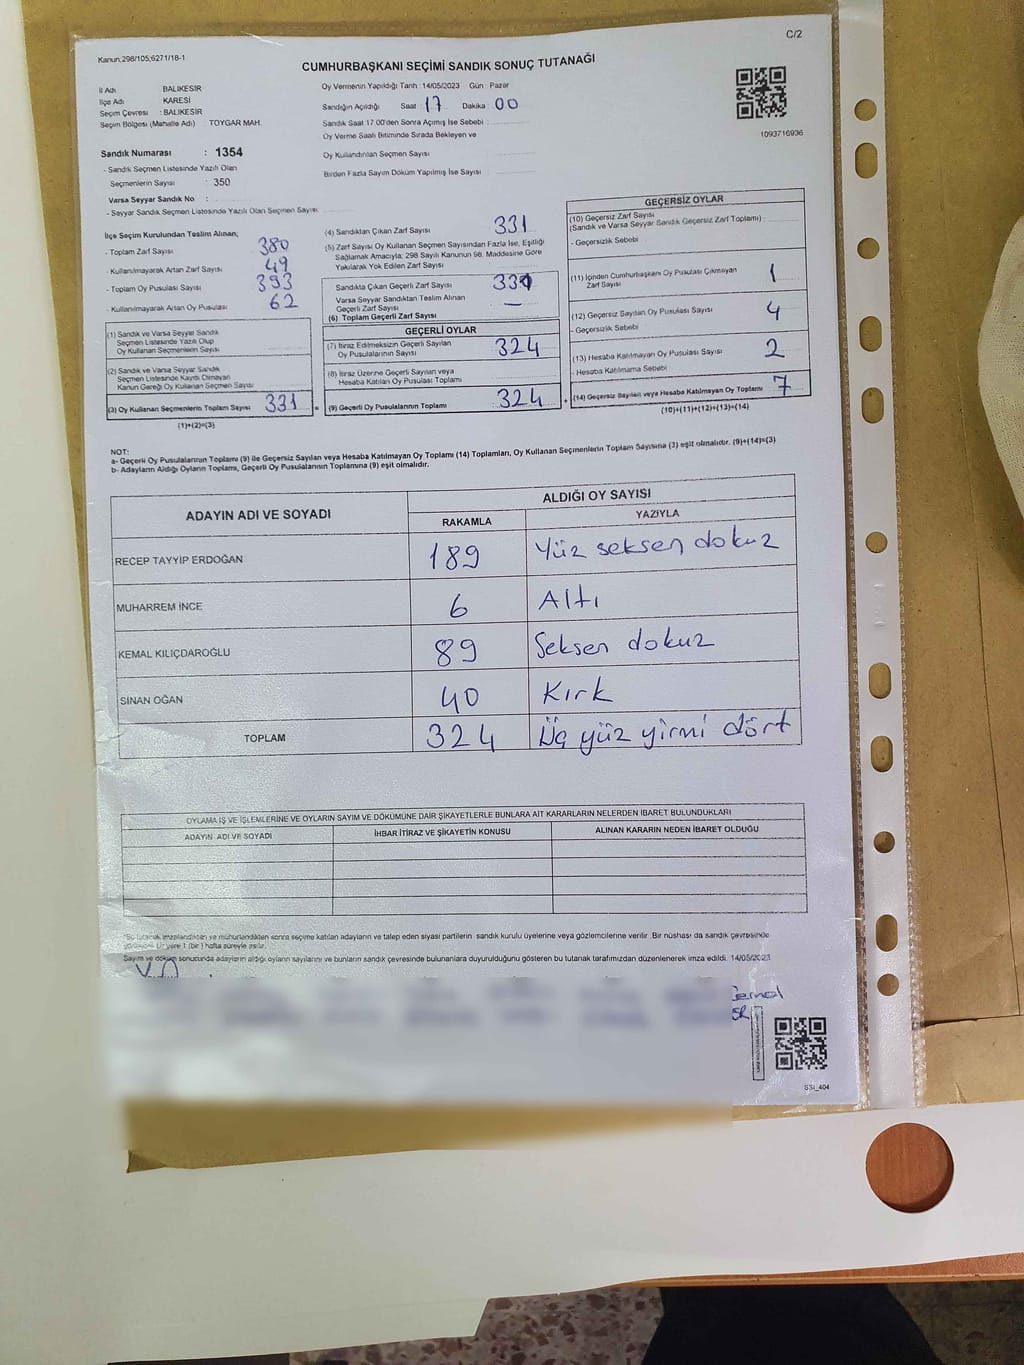 C/2
Kanun;298/105;6271/18-1
CUMHURBAŞKANI SEÇİMİ SANDIK SONUÇ TUTANAĞI
İl Adı BALIKESİR
İlçe Adı KARESİ
Seçim Çevresi : BALIKESİR
Seçim Bölgesi (Mahalle Adı) TOYGAR MAH.
Oy Vermenin Yapıldığı Tarih 14/05/2023 Gün : Pazar
Sandığın Açıldığı Saat 17 Dakika : 00
Sandık Saat 17:00'den Sonra Açımış İse Sebebi :
Oy Verme Süresi Bitiminde Sırada Bekleyen ve
Oy Kullandırılan Seçmen Sayısı
Birden Fazla Sayım Döküm Yapılmış İse Sayısı
1093716936
Sandık Numarası : 1354
- Sandık Seçmen Listesinde Yazılı Olan
Seçmenlerin Sayısı : 350
Varsa Seyyar Sandık No :
- Seyyar Sandık Seçmen Listesinde Yazılı Olan Seçmen Sayısı
İlçe Seçim Kurulundan Teslim Alınan;
- Toplam Zarf Sayısı 380
- Kullanılmayarak Artan Zarf Sayısı 49
- Toplam Oy Pusulası Sayısı 393
- Kullanılmayarak Artan Oy Pusulası 62
(1) Sandık ve Varsa Seyyar Sandık
Seçmen Listesinde Yazılı Olup
Oy Kullanan Seçmenlerin Sayısı
(2) Sandık ve Varsa Seyyar Sandık
Seçmen Listesinde Kayıtlı Olmayan
Kanun Gereği Oy Kullanan Seçmen Sayısı
(3) Oy Kullanan Seçmenlerin Toplam Sayısı 331 =
(1)+(2)=(3)
(4) Sandıktan Çıkan Zarf Sayısı 331
(5) Zarf Sayısı Oy Kullanan Seçmen Sayısından Fazla İse, Eşitliği
Sağlamak Amacıyla; 298 Sayılı Kanunun 98. Maddesine Göre
Yakılarak Yok Edilen Zarf Sayısı
Sandıkta Çıkan Geçerli Zarf Sayısı
Varsa Seyyar Sandıktan Teslim Alınan
Geçerli Zarf Sayısı —
(6) Toplam Geçerli Zarf Sayısı
GEÇERLİ OYLAR
(7) İtiraz Edilmeksizin Geçerli Sayılan
Oy Pusulalarının Sayısı 324
(8) İtiraz Üzerine Geçerli Sayılan veya
Hesaba Katılan Oy Pusulası Toplamı
(9) Geçerli Oy Pusulalarının Toplamı 324 +
GEÇERSİZ OYLAR
(10) Geçersiz Zarf Sayısı
(Sandık ve Varsa Seyyar Sandık Geçersiz Zarf Toplamı)
- Geçersizlik Sebebi
(11) İçinden Cumhurbaşkanı Oy Pusulası Çıkmayan
Zarf Sayısı 1
(12) Geçersiz Sayılan Oy Pusulası Sayısı 4
- Geçersizlik Sebebi
(13) Hesaba Katılmayan Oy Pusulası Sayısı 2
- Hesaba Katılmama Sebebi
(14) Geçersiz Sayılan veya Hesaba Katılmayan Oy Toplamı 7
(10)+(11)+(12)+(13)=(14)
NOT:
a- Geçerli Oy Pusulalarının Toplamı (9) ile Geçersiz Sayılan veya Hesaba Katılmayan Oy Toplamı (14) Toplamları, Oy Kullanan Seçmenlerin Toplam Sayısına (3) eşit olmalıdır. (9)+(14)=(3)
b- Adayların Aldığı Oyların Toplamı, Geçerli Oy Pusulalarının Toplamına (9) eşit olmalıdır.
ADAYIN ADI VE SOYADI ALDIĞI OY SAYISI
RAKAMLA YAZIYLA
RECEP TAYYİP ERDOĞAN 189 Yüz seksen dokuz
MUHARREM İNCE 6 Altı
KEMAL KILIÇDAROĞLU 89 Seksen dokuz
SİNAN OĞAN 40 Kırk
TOPLAM 324 Üç yüz yirmi dört
OYLAMA İŞ VE İŞLEMLERİNE VE OYLARIN SAYIM VE DÖKÜMÜNE DAİR ŞİKAYETLERLE BUNLARA AİT KARARLARIN NELERDEN İBARET BULUNDUKLARI
ADAYIN ADI VE SOYADI İHBAR İTİRAZ VE ŞİKAYETİN KONUSU ALINAN KARARIN NEDEN İBARET OLDUĞU
Bu tutanak imzalandıktan ve mühürlendikten sonra seçime katılan adayların ve talep eden siyasi partilerin sandık kurulu üyelerine veya gözlemcilerine verilir. Bir nüshası da sandık çevresinde
bir yere 1 (bir) hafta süreyle asılır.
Sayım ve döküm sonucunda adayların aldığı oyların sayılarını ve bunların sandık çevresinde bulunanlara duyurulduğunu gösteren bu tutanak tarafımızdan düzenlenerek imza edildi. 14/05/2023
SSI_404